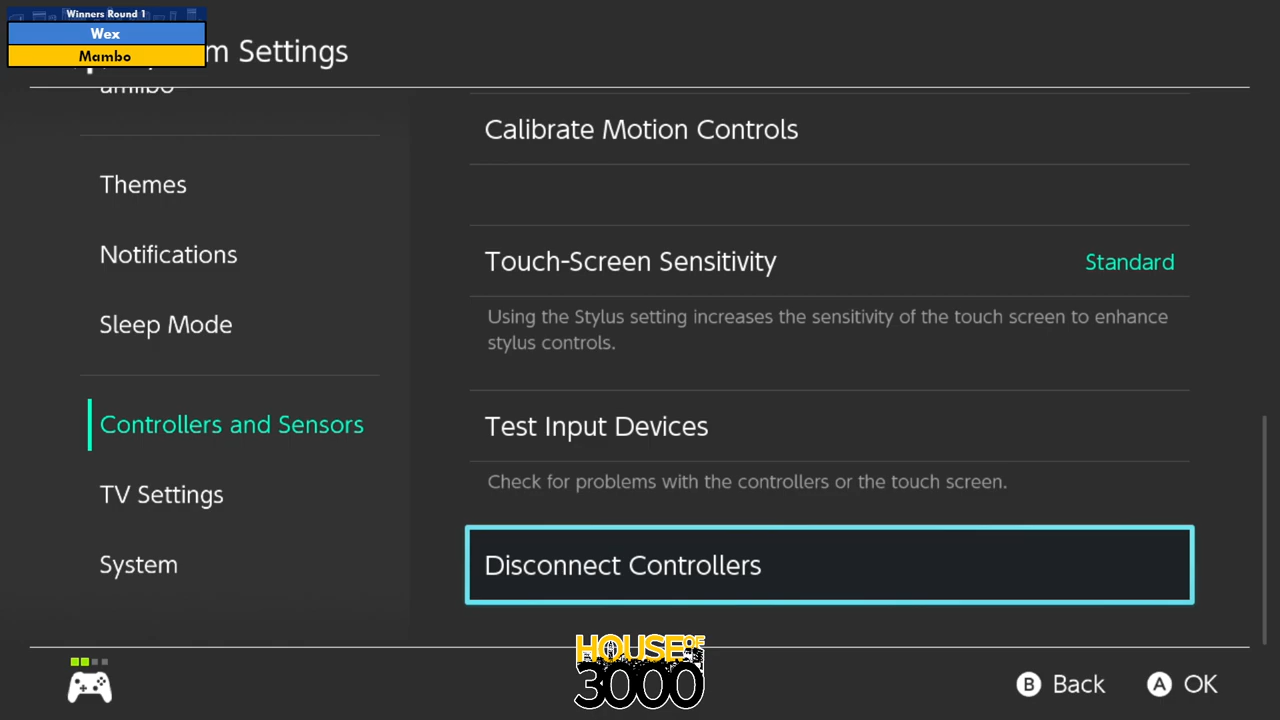 Winners Round 1
Wex
Mambo
m Settings
amiibo
Themes
Notifications
Sleep Mode
Controllers and Sensors
TV Settings
System
Calibrate Motion Controls
Touch-Screen Sensitivity Standard
Using the Stylus setting increases the sensitivity of the touch screen to enhance
stylus controls.
Test Input Devices
Check for problems with the controllers or the touch screen.
Disconnect Controllers
HOUSE OF
3000
B Back A OK